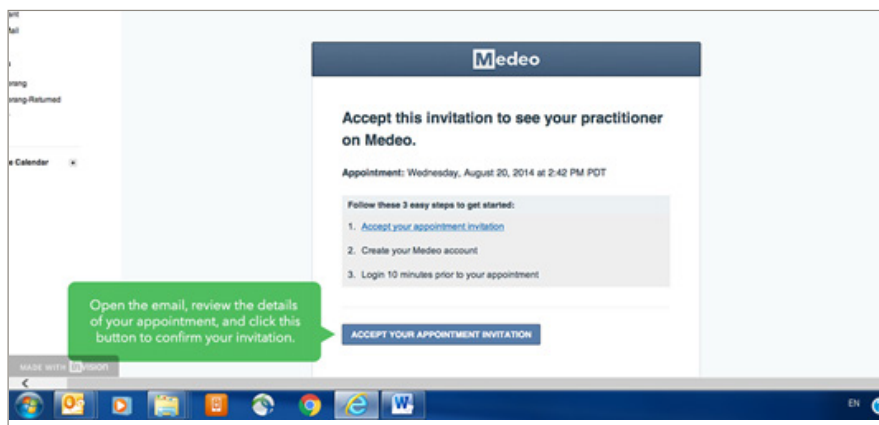 Medeo
Accept this invitation to see your practitioner
on Medeo.
Appointment: Wednesday, August 20, 2014 at 2:42 PM PDT
Follow these 3 easy steps to get started:
1. Accept your appointment invitation
2. Create your Medeo account
3. Login 10 minutes prior to your appointment
ACCEPT YOUR APPOINTMENT INVITATION
Open the email, review the details
of your appointment, and click this
button to confirm your invitation.
e Calendar
erang-Returned
MADE WITH InVision
EN